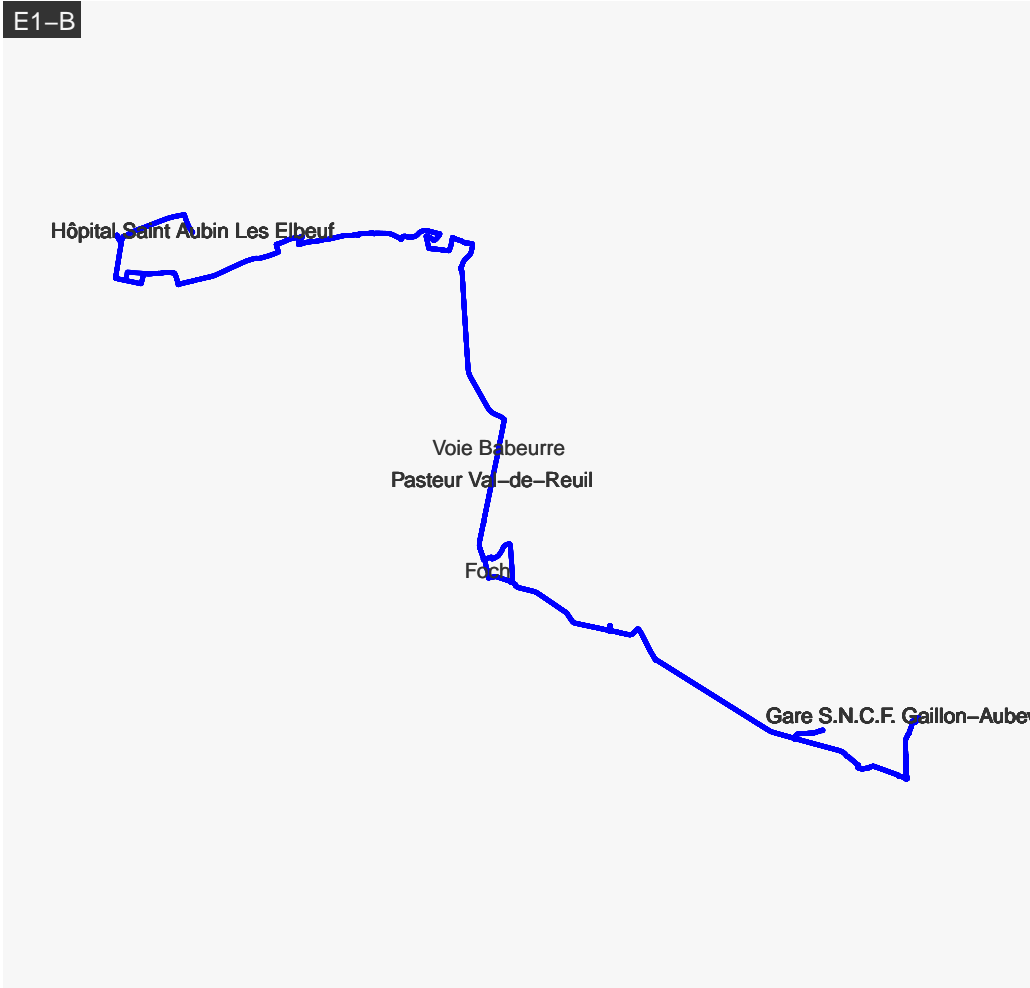 E1−B
Hôpital Saint Aubin Les Elbeuf
Voie Babeurre
Pasteur Val−de−Reuil
Foch
Gare S.N.C.F. Gaillon−Aubev